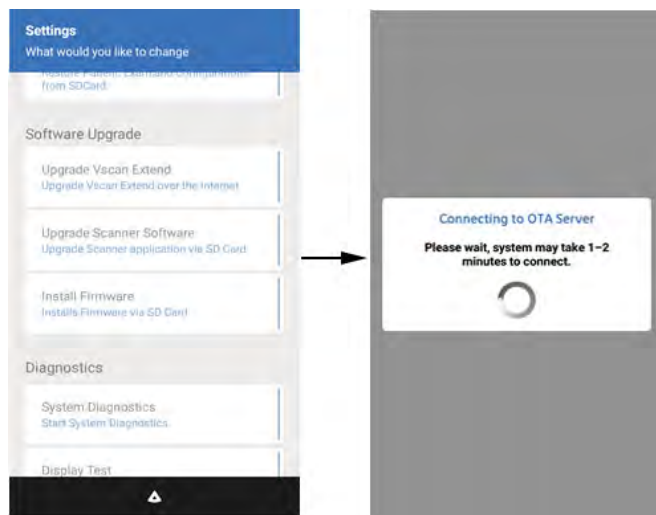 Settings
What would you like to change
from SDCard.
Software Upgrade
Upgrade Vscan Extend
Upgrade Vscan Extend over the Internet
Upgrade Scanner Software
Upgrade Scanner application via SD Card
Install Firmware
Installs Firmware via SD Card
Diagnostics
System Diagnostics
Start System Diagnostics.
Display Test
Connecting to OTA Server
Please wait, system may take 1–2
minutes to connect.